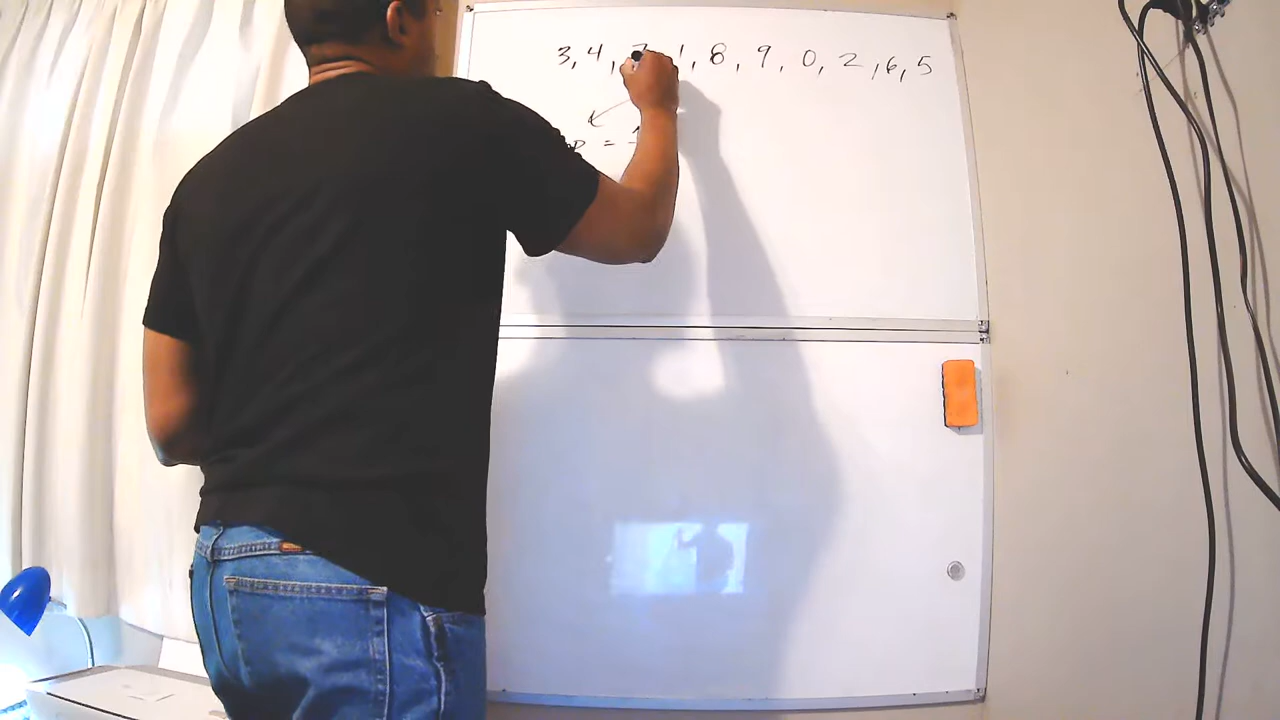 3, 4, 7, 1, 8, 9, 0, 2, 6, 5
=